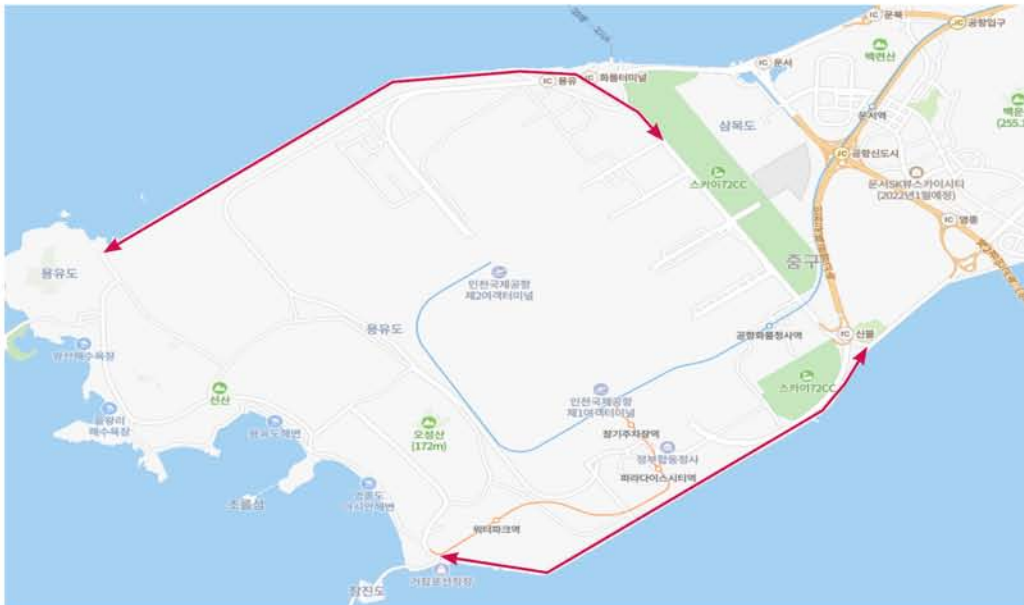 IC 운북
IC 공항입구
백련산
IC 운서
IC 화물터미널
IC 용유
삼목도
운서역
(255.
JC 공항신도시
스카이72CC
운서SK뷰스카이시티
(2022년1월예정)
IC 영종
중구
용유도
인천국제공항
제2여객터미널
용유도
공항화물청사역
IC 신불
왕산해수욕장
스카이72CC
선산
인천국제공항
제1여객터미널
을왕리
해수욕장
용유도해변
오성산
(172m)
장기주차장역
정부합동청사
파라다이스시티역
조름섬
워터파크역
거잠포선착장
잠진도